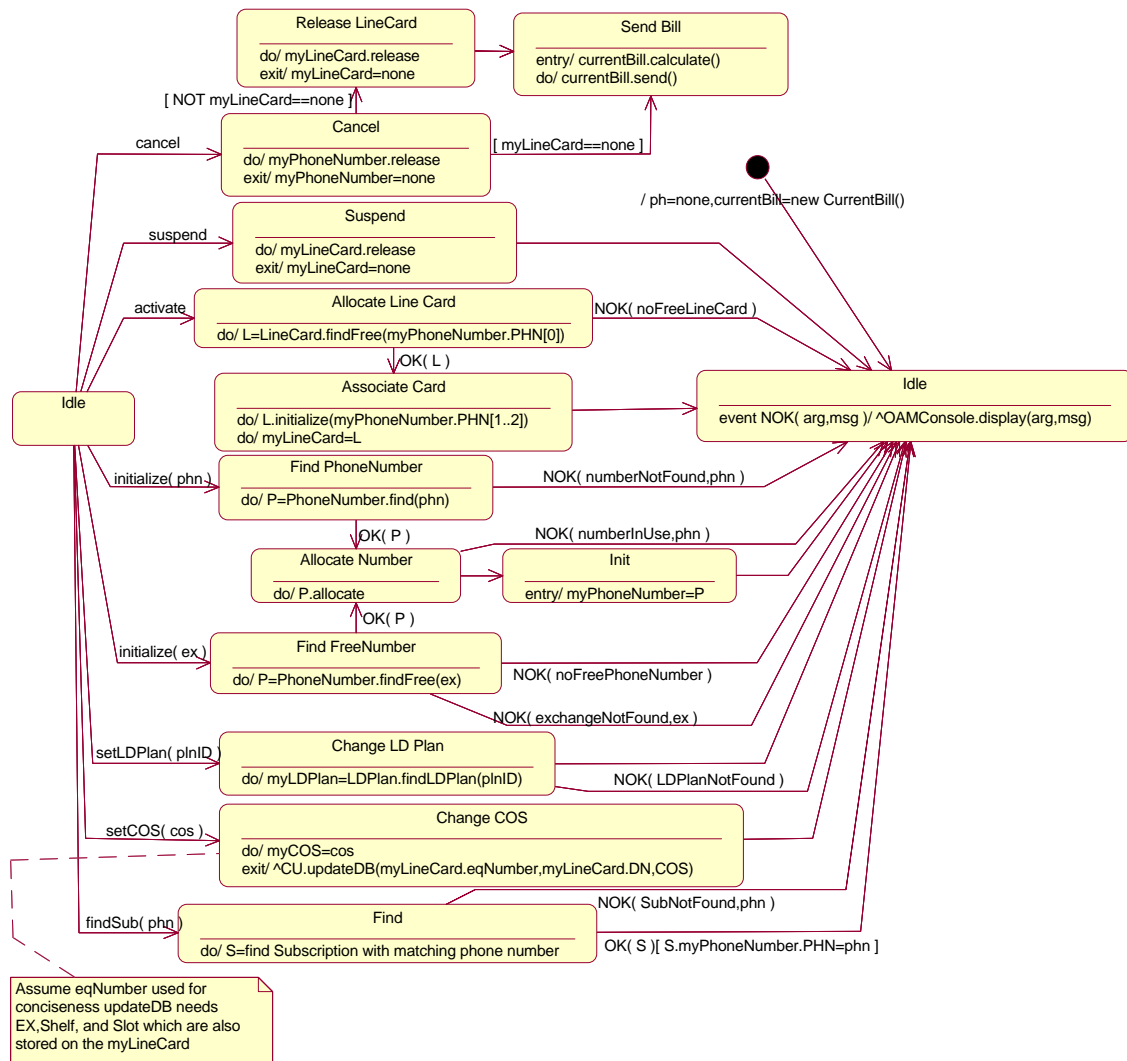 Release LineCard
do/ myLineCard.release
exit/ myLineCard=none
Send Bill
entry/ currentBill.calculate()
do/ currentBill.send()
[ NOT myLineCard==none ]
cancel
Cancel
do/ myPhoneNumber.release
exit/ myPhoneNumber=none
[ myLineCard==none ]
/ ph=none,currentBill=new CurrentBill()
suspend
Suspend
do/ myLineCard.release
exit/ myLineCard=none
activate
Allocate Line Card
do/ L=LineCard.findFree(myPhoneNumber.PHN[0])
NOK( noFreeLineCard )
OK( L )
Idle
Associate Card
do/ L.initialize(myPhoneNumber.PHN[1..2])
do/ myLineCard=L
Idle
event NOK( arg,msg )/ ^OAMConsole.display(arg,msg)
initialize( phn )
Find PhoneNumber
do/ P=PhoneNumber.find(phn)
NOK( numberNotFound,phn )
OK( P )
NOK( numberInUse,phn )
Allocate Number
do/ P.allocate
Init
entry/ myPhoneNumber=P
OK( P )
initialize( ex )
Find FreeNumber
do/ P=PhoneNumber.findFree(ex)
NOK( noFreePhoneNumber )
NOK( exchangeNotFound,ex )
setLDPlan( plnID )
Change LD Plan
do/ myLDPlan=LDPlan.findLDPlan(plnID)
NOK( LDPlanNotFound )
setCOS( cos )
Change COS
do/ myCOS=cos
exit/ ^CU.updateDB(myLineCard.eqNumber,myLineCard.DN,COS)
NOK( SubNotFound,phn )
findSub( phn )
Find
do/ S=find Subscription with matching phone number
OK( S )[ S.myPhoneNumber.PHN=phn ]
Assume eqNumber used for
conciseness updateDB needs
EX,Shelf, and Slot which are also
stored on the myLineCard